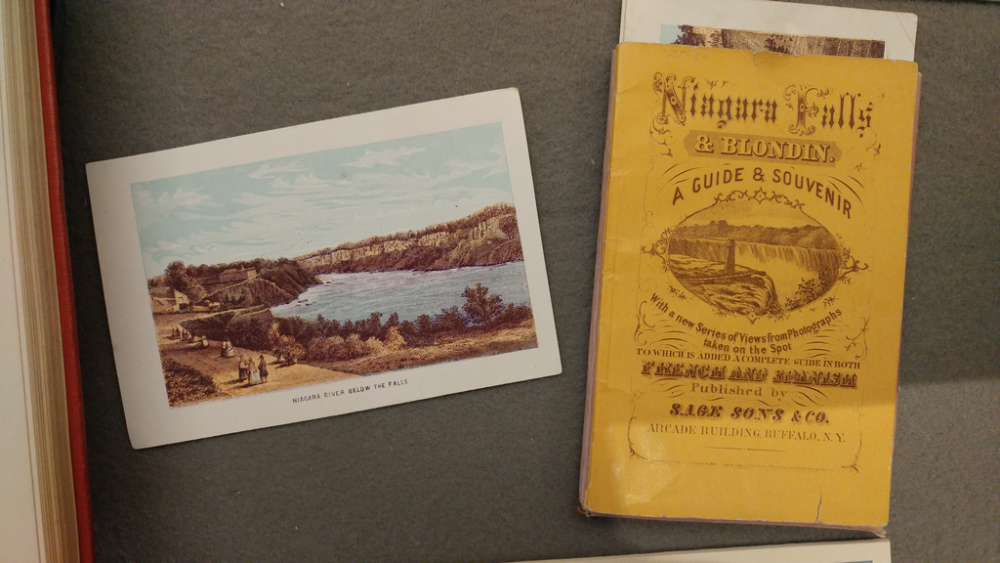 NIAGARA RIVER BELOW THE FALLS
Niagara Falls
& BLONDIN.
A GUIDE & SOUVENIR
With a new Series of Views from Photographs
taken on the Spot
TO WHICH IS ADDED A COMPLETE GUIDE IN BOTH
FRENCH AND SPANISH
Published by
SAGE SONS & CO.
ARCADE BUILDING, BUFFALO, N.Y.